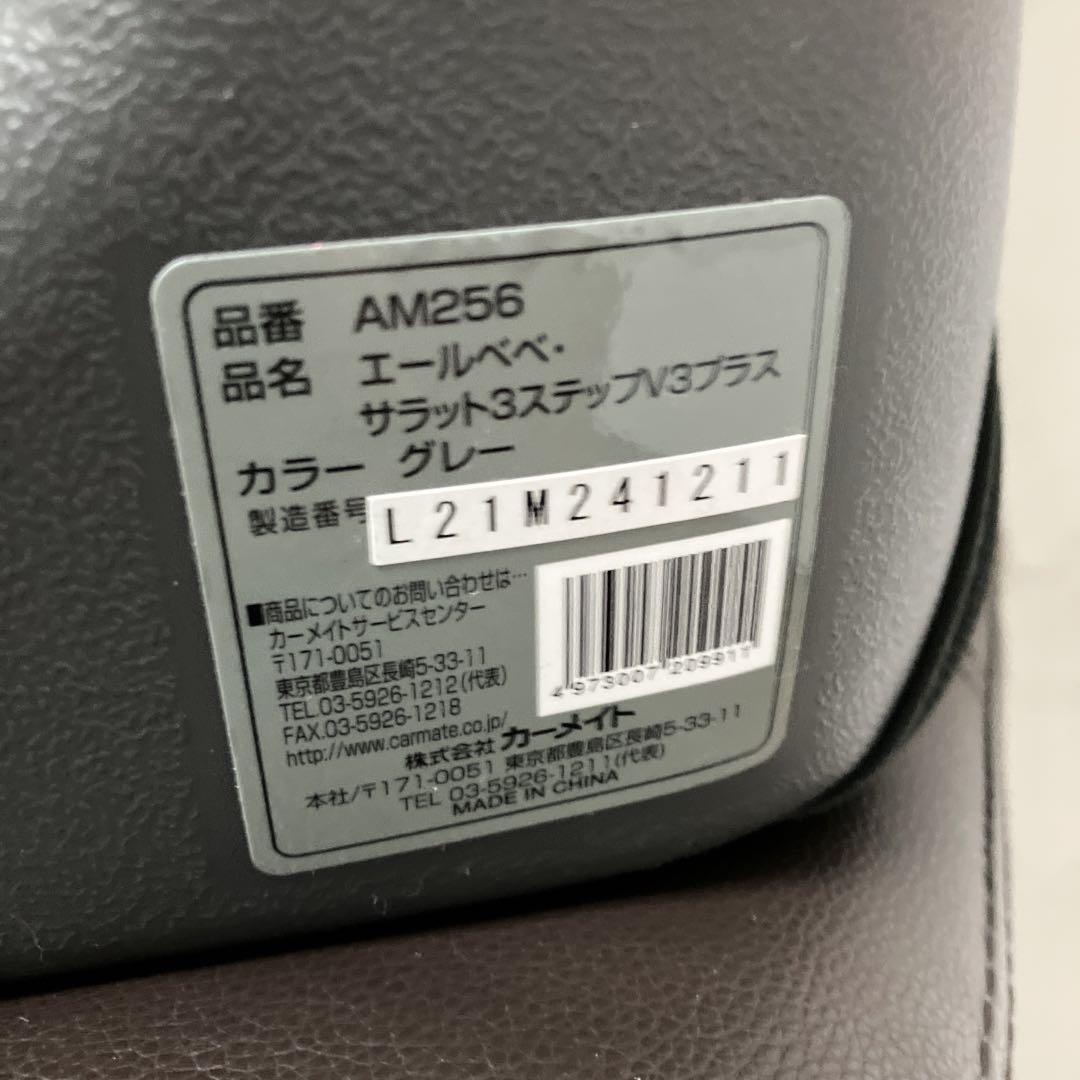 品番 AM256
品名 エールベベ・
サラット3ステップV3プラス
カラー グレー
製造番号 L21M241211
■商品についてのお問い合わせは…
カーメイトサービスセンター
〒171-0051
東京都豊島区長崎5-33-11
TEL.03-5926-1212(代表)
FAX.03-5926-1218
http://www.carmate.co.jp/
4 973007 209911
株式会社 カーメイト
本社/〒171-0051 東京都豊島区長崎5-33-11
TEL 03-5926-1211(代表)
MADE IN CHINA